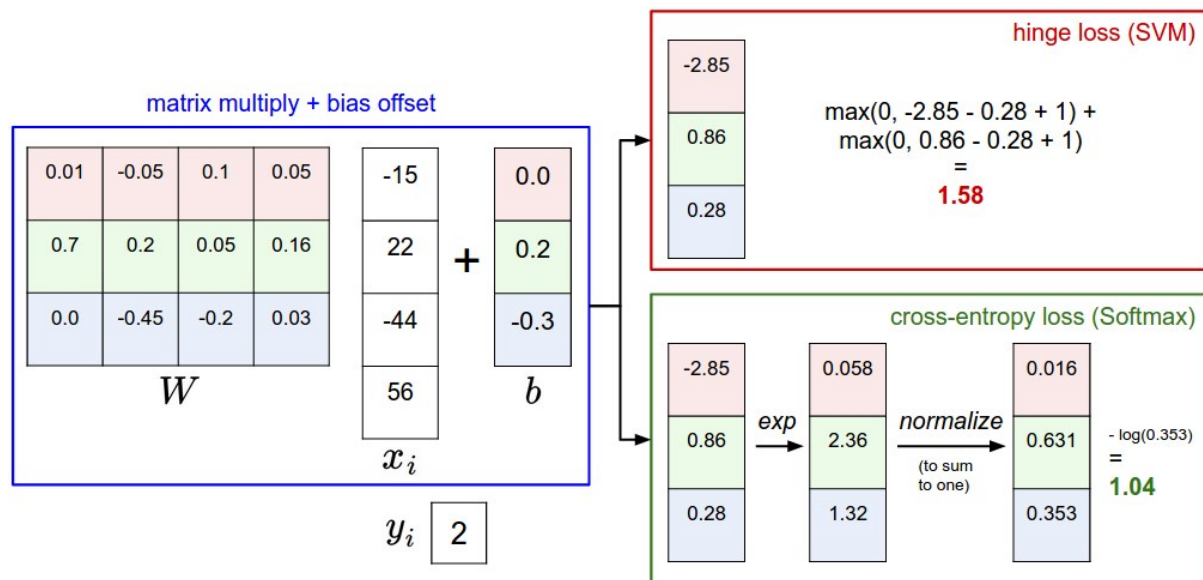 matrix multiply + bias offset
0.01 -0.05 0.1 0.05
0.7 0.2 0.05 0.16
0.0 -0.45 -0.2 0.03
W
-15
22
-44
56
x_i
+
0.0
0.2
-0.3
b
y_i 2
hinge loss (SVM)
-2.85
0.86
0.28
max(0, -2.85 - 0.28 + 1) +
max(0, 0.86 - 0.28 + 1)
=
1.58
cross-entropy loss (Softmax)
-2.85
0.86
0.28
exp
0.058
2.36
1.32
normalize
(to sum
to one)
0.016
0.631
0.353
- log(0.353)
=
1.04